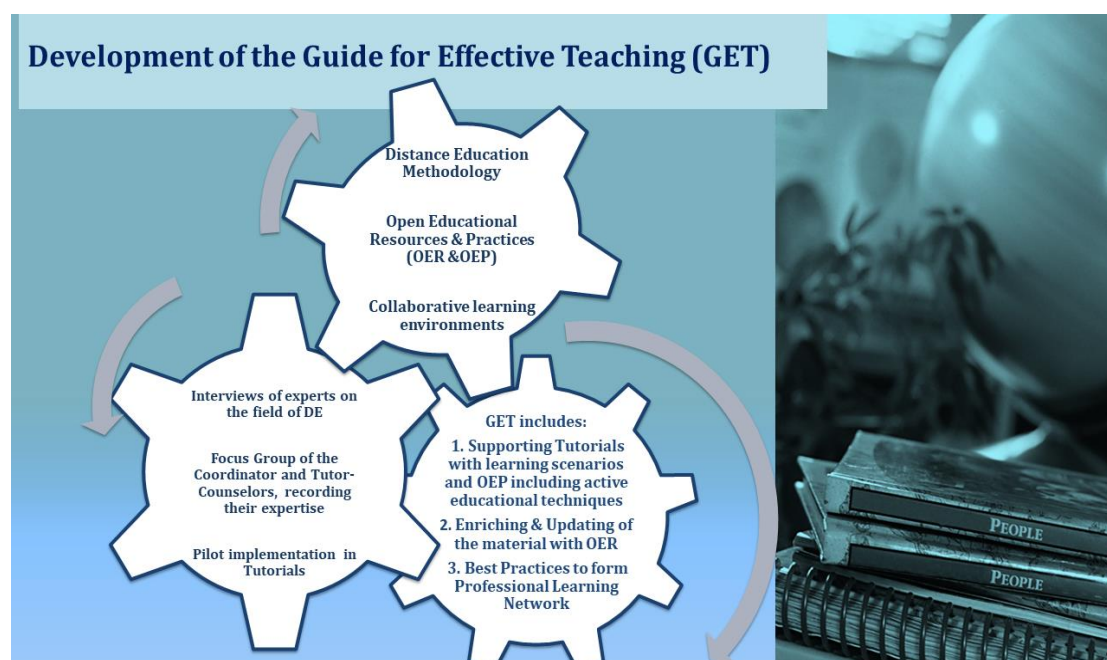 Development of the Guide for Effective Teaching (GET)
Distance Education
Methodology
Open Educational
Resources & Practices
(OER &OEP)
Collaborative learning
environments
Interviews of experts on
the field of DE
Focus Group of the
Coordinator and Tutor-
Counselors, recording
their expertise
Pilot implementation in
Tutorials
GET includes:
1. Supporting Tutorials
with learning scenarios
and OEP including active
educational techniques
2. Enriching & Updating of
the material with OER
3. Best Practices to form
Professional Learning
Network
PEOPLE
PEOPLE